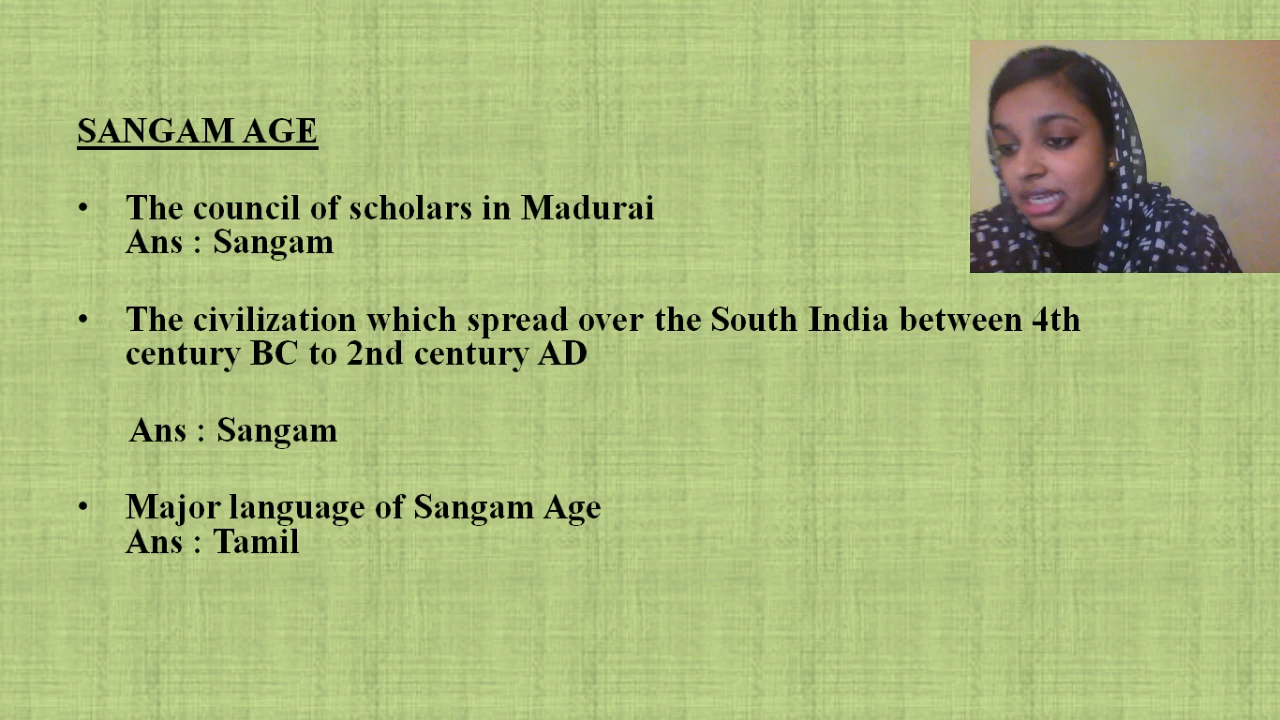 SANGAM AGE
• The council of scholars in Madurai
Ans : Sangam
• The civilization which spread over the South India between 4th
century BC to 2nd century AD
Ans : Sangam
• Major language of Sangam Age
Ans : Tamil